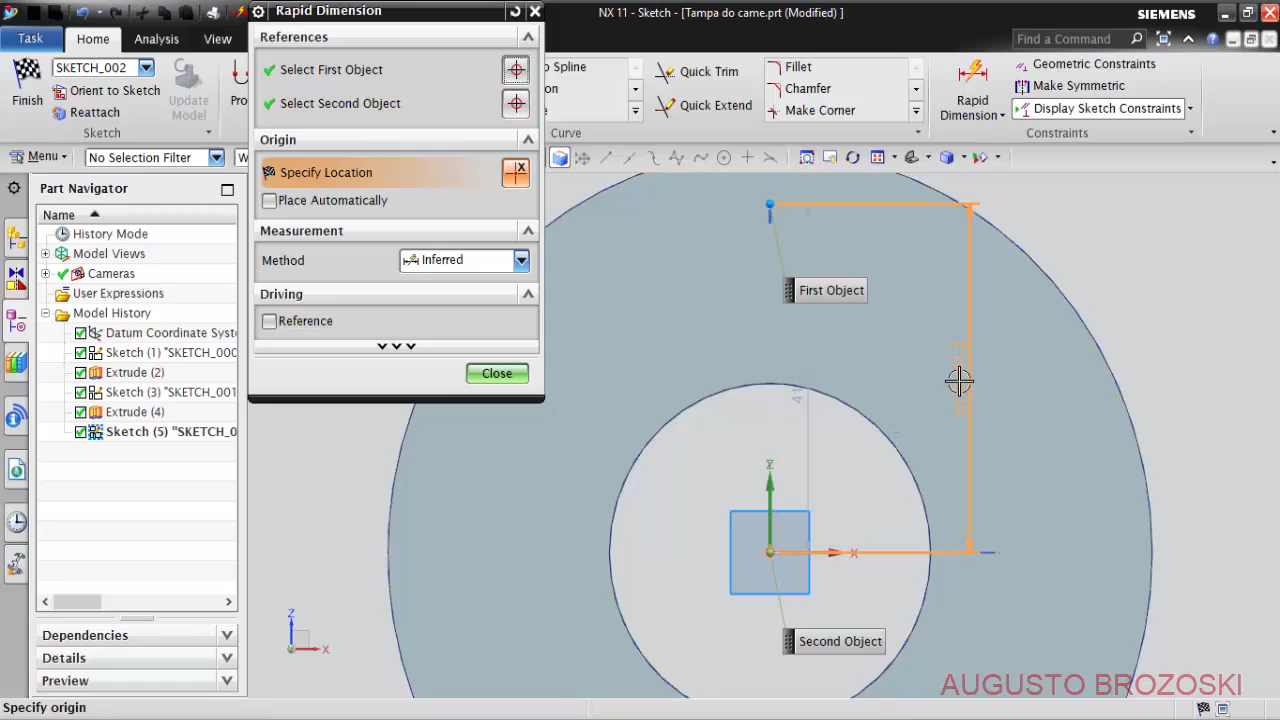 Rapid Dimension
NX 11 - Sketch - [Tampa do came.prt (Modified) ]
SIEMENS
Task
Home
Analysis
View
References
Find a Command
SKETCH_002
Orient to Sketch
Finish
Reattach
Update
Model
Sketch
Select First Object
Select Second Object
o Spline
on
Quick Trim
Quick Extend
Fillet
Chamfer
Make Corner
Curve
Rapid
Dimension
Geometric Constraints
Make Symmetric
Display Sketch Constraints
Constraints
Origin
Menu
No Selection Filter
W
Specify Location
Place Automatically
Part Navigator
Name
History Mode
Model Views
Cameras
User Expressions
Model History
Datum Coordinate Syst
Sketch (1) "SKETCH_000
Extrude (2)
Sketch (3) "SKETCH_001
Extrude (4)
Sketch (5) "SKETCH_0
Measurement
Method
Inferred
Driving
Reference
Close
First Object
Z
X
Second Object
Z
X
Dependencies
Details
Preview
AUGUSTO BROZOSKI
Specify origin